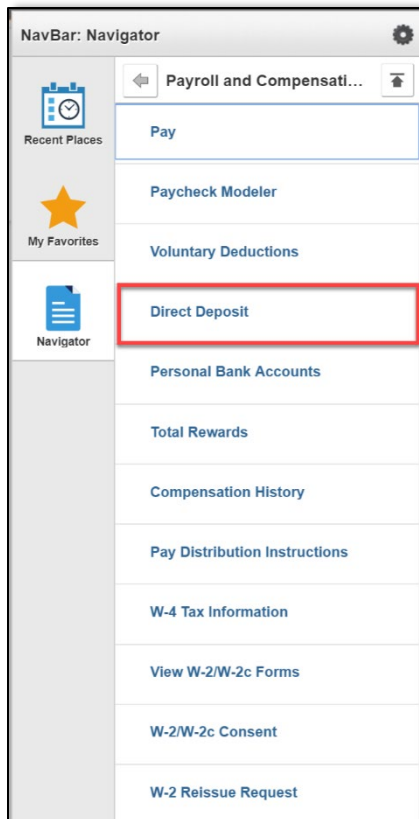 NavBar: Navigator
Recent Places
My Favorites
Navigator
Payroll and Compensati...
Pay
Paycheck Modeler
Voluntary Deductions
Direct Deposit
Personal Bank Accounts
Total Rewards
Compensation History
Pay Distribution Instructions
W-4 Tax Information
View W-2/W-2c Forms
W-2/W-2c Consent
W-2 Reissue Request